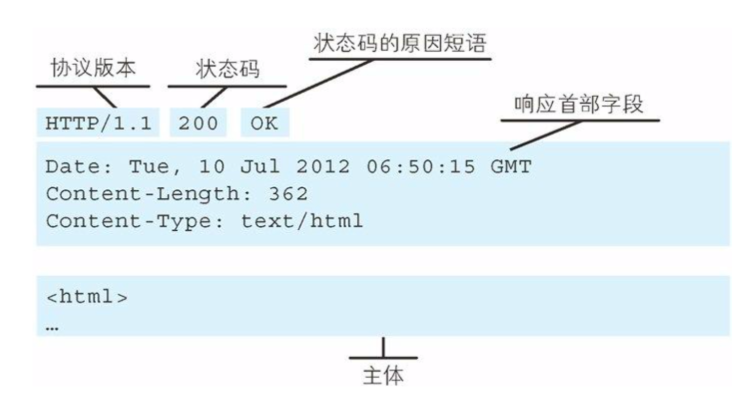 状态码的原因短语
协议版本 状态码
响应首部字段
HTTP/1.1 200 OK
Date: Tue, 10 Jul 2012 06:50:15 GMT
Content-Length: 362
Content-Type: text/html
<html>
…
主体